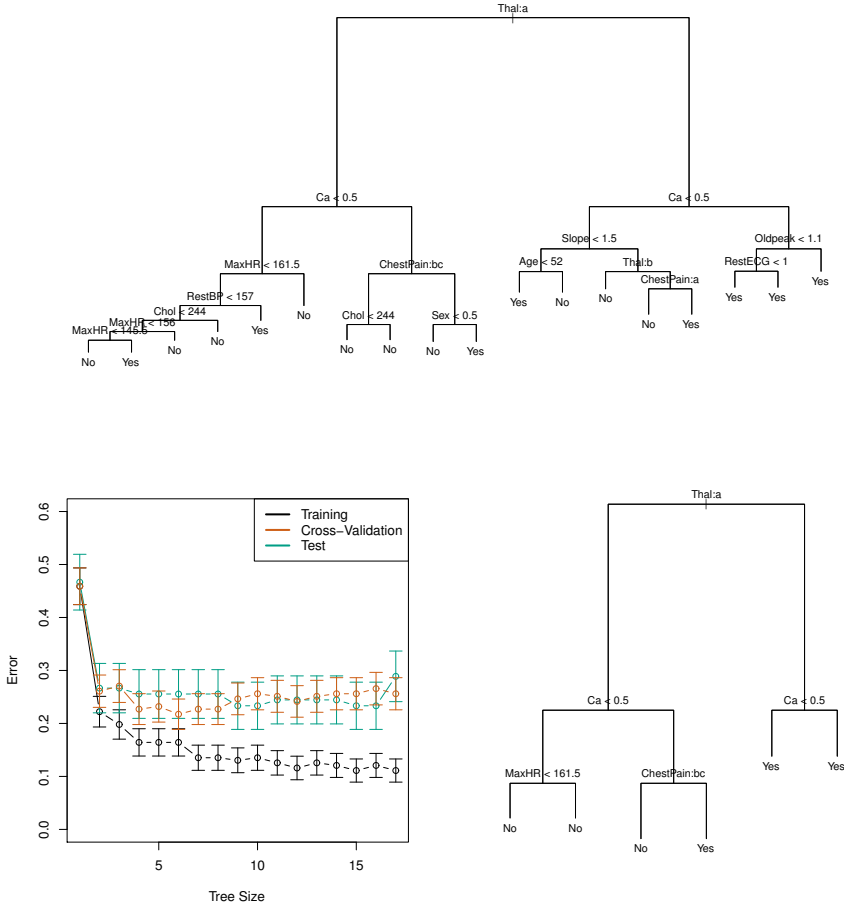 Thal:a
Ca < 0.5
Ca < 0.5
Slope < 1.5
Oldpeak < 1.1
MaxHR < 161.5
ChestPain:bc
Age < 52
Thal:b
RestECG < 1
ChestPain:a
Yes
RestBP < 157
Yes
No
No
Yes
Yes
Chol < 244
No
Chol < 244
Sex < 0.5
No
Yes
MaxHR < 156
Yes
MaxHR < 145.5
No
No
No
No
Yes
No
No
Yes
0.0
0.1
0.2
0.3
0.4
0.5
0.6
Error
Training
Cross−Validation
Test
5
10
15
Tree Size
Thal:a
Ca < 0.5
Ca < 0.5
Yes
Yes
MaxHR < 161.5
ChestPain:bc
No
No
No
Yes